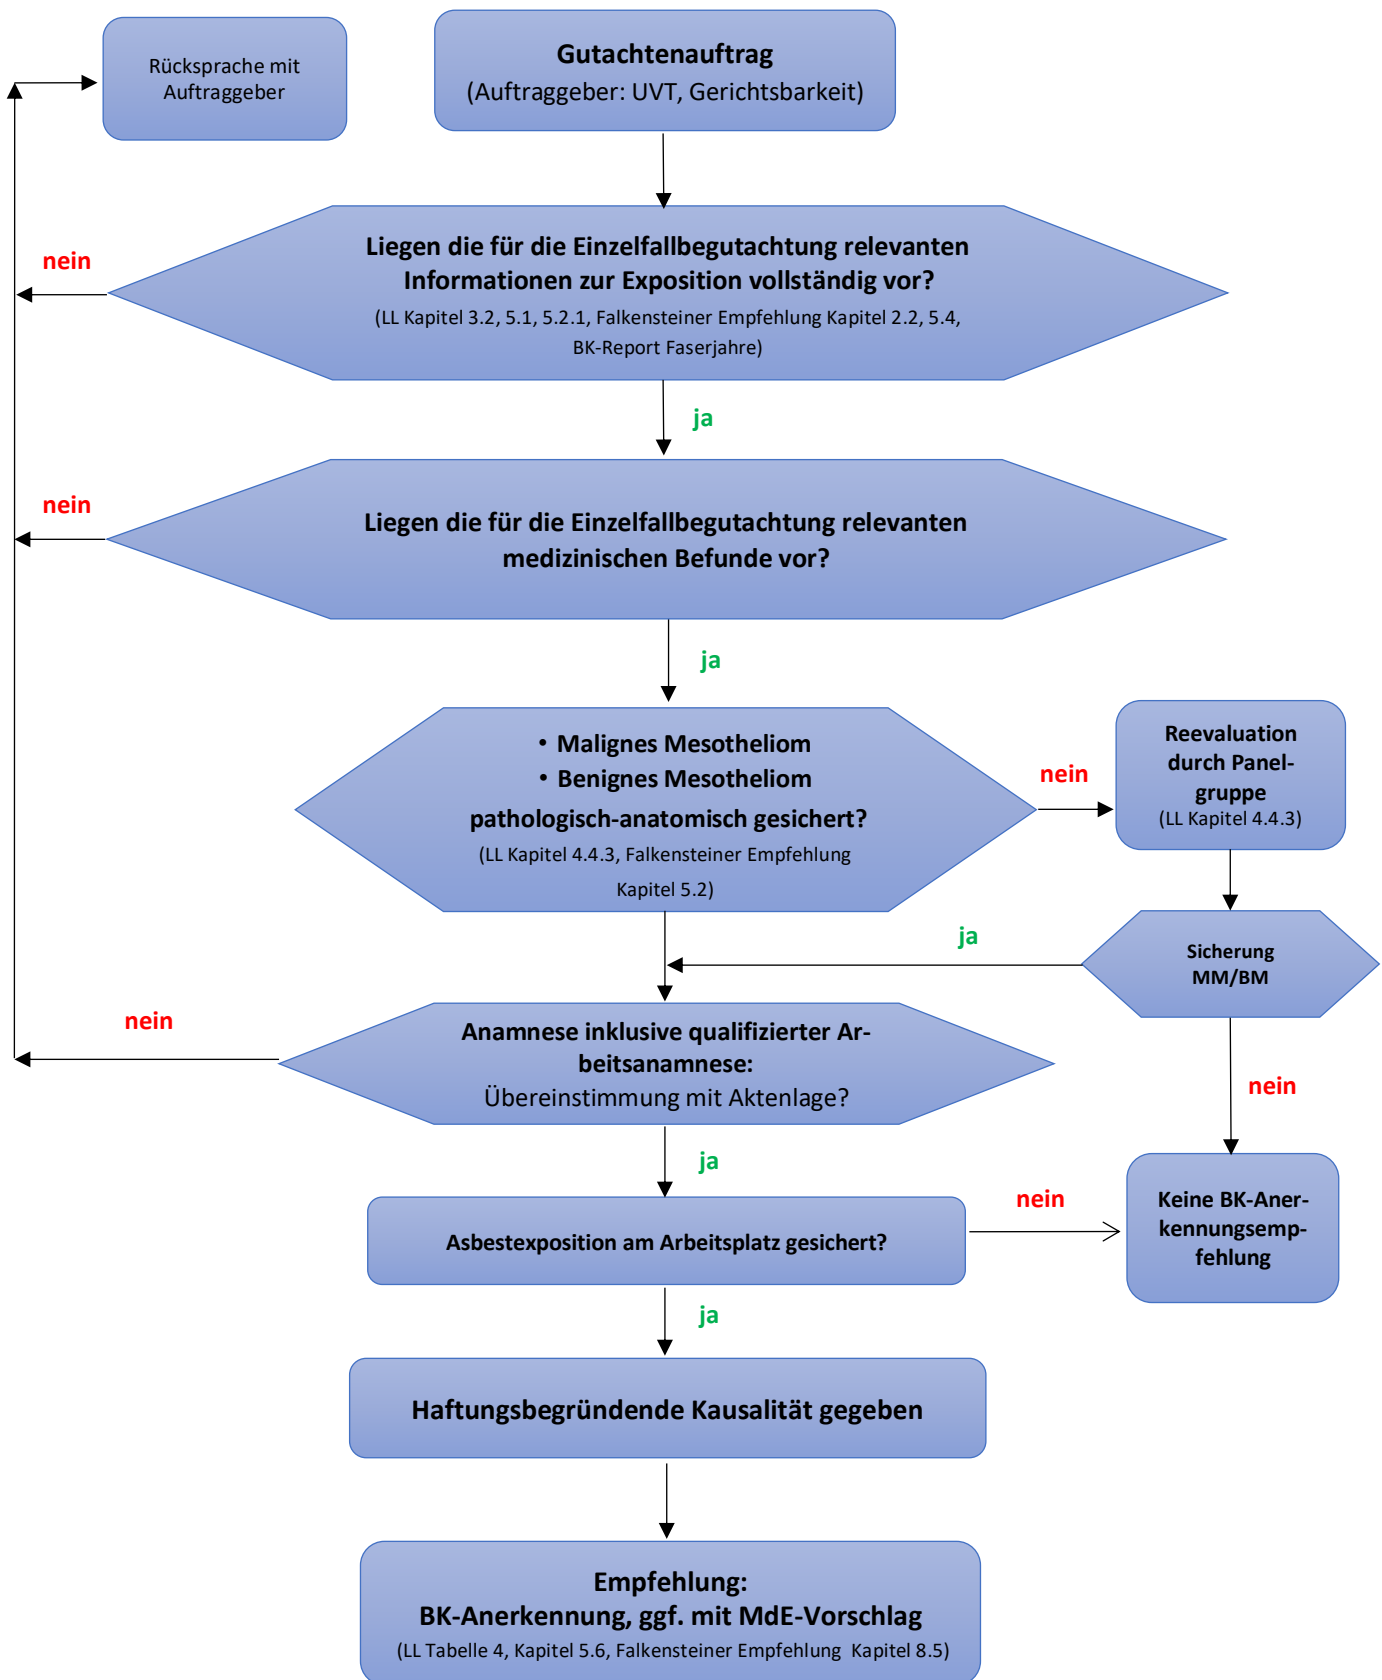 Rücksprache mit
Auftraggeber
Gutachtenauftrag
(Auftraggeber: UVT, Gerichtsbarkeit)
nein
Liegen die für die Einzelfallbegutachtung relevanten
Informationen zur Exposition vollständig vor?
(LL Kapitel 3.2, 5.1, 5.2.1, Falkensteiner Empfehlung Kapitel 2.2, 5.4,
BK-Report Faserjahre)
ja
nein
Liegen die für die Einzelfallbegutachtung relevanten
medizinischen Befunde vor?
ja
• Malignes Mesotheliom
• Benignes Mesotheliom
pathologisch-anatomisch gesichert?
(LL Kapitel 4.4.3, Falkensteiner Empfehlung
Kapitel 5.2)
nein
Reevaluation
durch Panel-
gruppe
(LL Kapitel 4.4.3)
ja
Sicherung
MM/BM
nein
nein
Anamnese inklusive qualifizierter Ar-
beitsanamnese:
Übereinstimmung mit Aktenlage?
ja
Asbestexposition am Arbeitsplatz gesichert?
nein
Keine BK-Aner-
kennungsemp-
fehlung
ja
Haftungsbegründende Kausalität gegeben
Empfehlung:
BK-Anerkennung, ggf. mit MdE-Vorschlag
(LL Tabelle 4, Kapitel 5.6, Falkensteiner Empfehlung Kapitel 8.5)